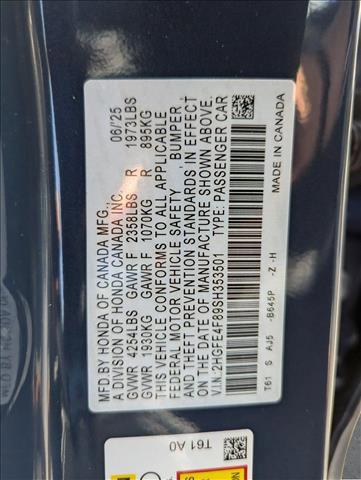 MFD.BY HONDA OF CANADA MFG. 06/'25
A DIVISION OF HONDA CANADA INC.
GVWR 4254LBS GAWR F 2358LBS R 1973LBS
GVWR 1930KG GAWR F 1070KG R 895KG
THIS VEHICLE CONFORMS TO ALL APPLICABLE
FEDERAL MOTOR VEHICLE SAFETY , BUMPER,
AND THEFT PREVENTION STANDARDS IN EFFECT
ON THE DATE OF MANUFACTURE SHOWN ABOVE.
V.I.N.:2HGFE4F89SH353501 TYPE: PASSENGER CAR
T61 S AJ5 -B645P -Z -H MADE IN CANADA
T61 A0